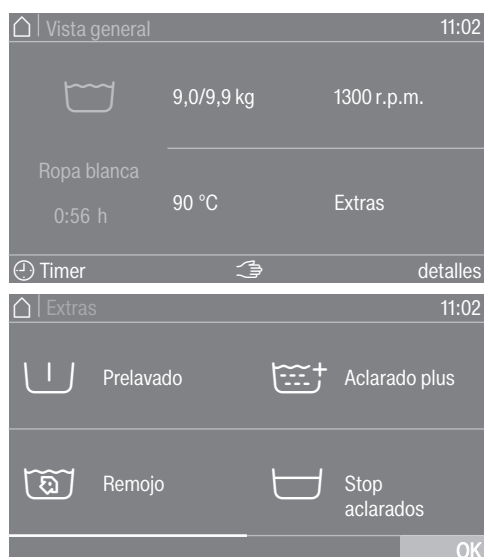 Vista general 11:02
9,0/9,9 kg 1300 r.p.m.
Ropa blanca
0:56 h
90 °C Extras
Timer detalles
Extras 11:02
Prelavado Aclarado plus
Remojo Stop
aclarados
OK